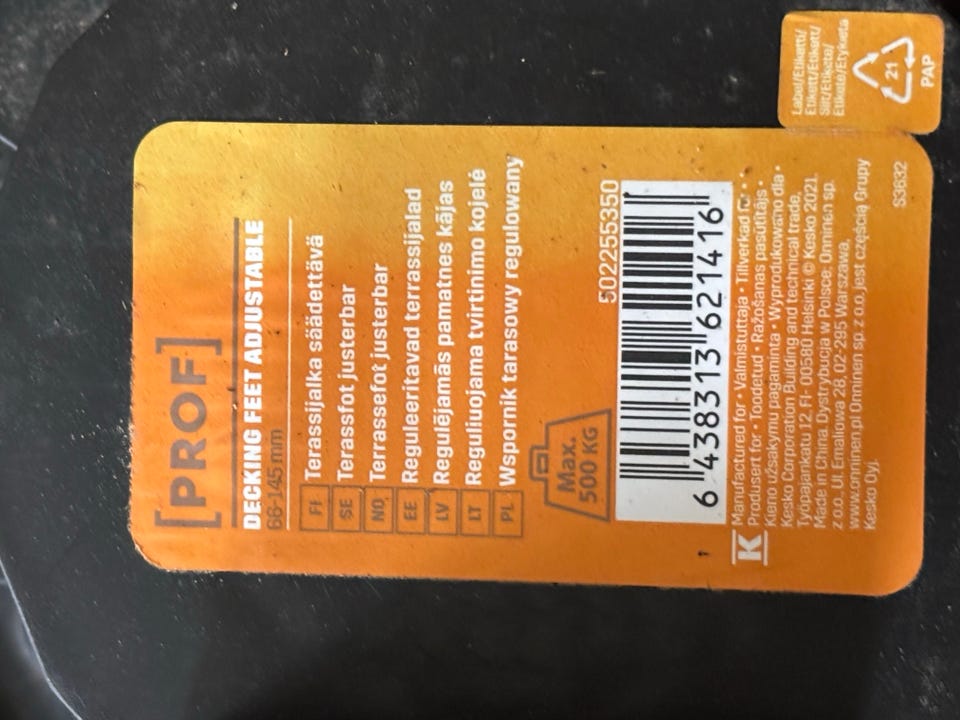 [PROF]
DECKING FEET ADJUSTABLE
66-145 mm
FI Terassijalka säädettävä
SE Terassfot justerbar
NO Terrassefot justerbar
EE Reguleeritavad terrassijalad
LV Regulējamās pamatnes kājas
LT Reguliuojama tvirtinimo kojelė
PL Wspornik tarasowy regulowany
Max.
500 KG
502255350
6 438313 621416
K
Manufactured for • Valmistuttaja • Tillverkad för •
Produsert for • Toodetud • Ražošanas pasūtītājs •
Kieno užsakymu pagaminta • Wyprodukowano dla •
Kesko Corporation Building and technical trade,
Työpajankatu 12, FI- 00580 Helsinki © Kesko 2021.
Made in China. Dystrybucja w Polsce: Onninen sp.
z o.o. Ul. Emaliowa 28, 02-295 Warszawa,
www.onninen.pl,Onninen sp. z o.o. jest częścią Grupy
Kesko Oyj.
S3632
Label/Etiketti/
Etikett/Etikett/
Silt/Etiķete/
Etiketė/Etykieta
21
PAP